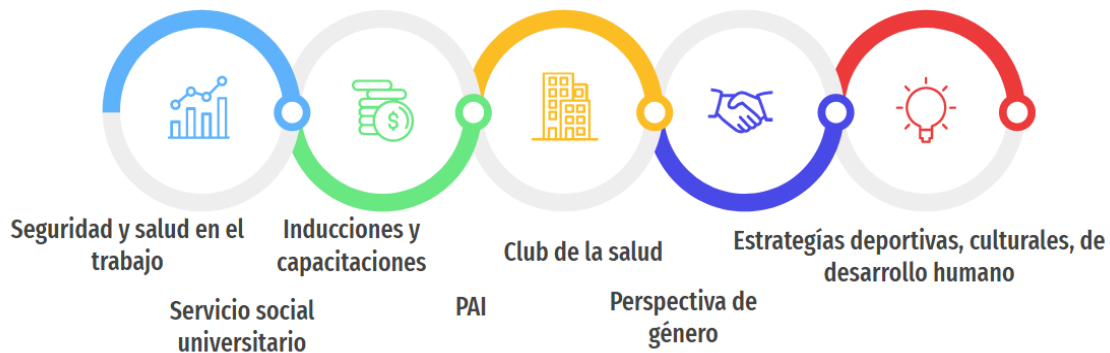 Seguridad y salud en el
trabajo
Servicio social
universitario
Inducciones y
capacitaciones
PAI
Club de la salud
Perspectiva de
género
Estrategías deportivas, culturales, de
desarrollo humano
$